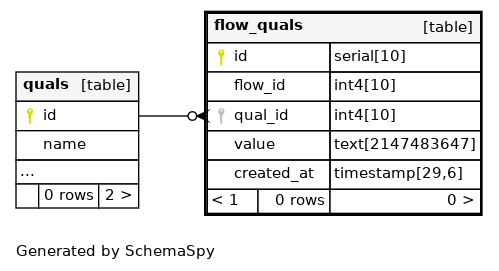 quals [table]
id
name
...
0 rows 2 >
flow_quals [table]
id serial[10]
flow_id int4[10]
qual_id int4[10]
value text[2147483647]
created_at timestamp[29,6]
< 1 0 rows 0 >
Generated by SchemaSpy